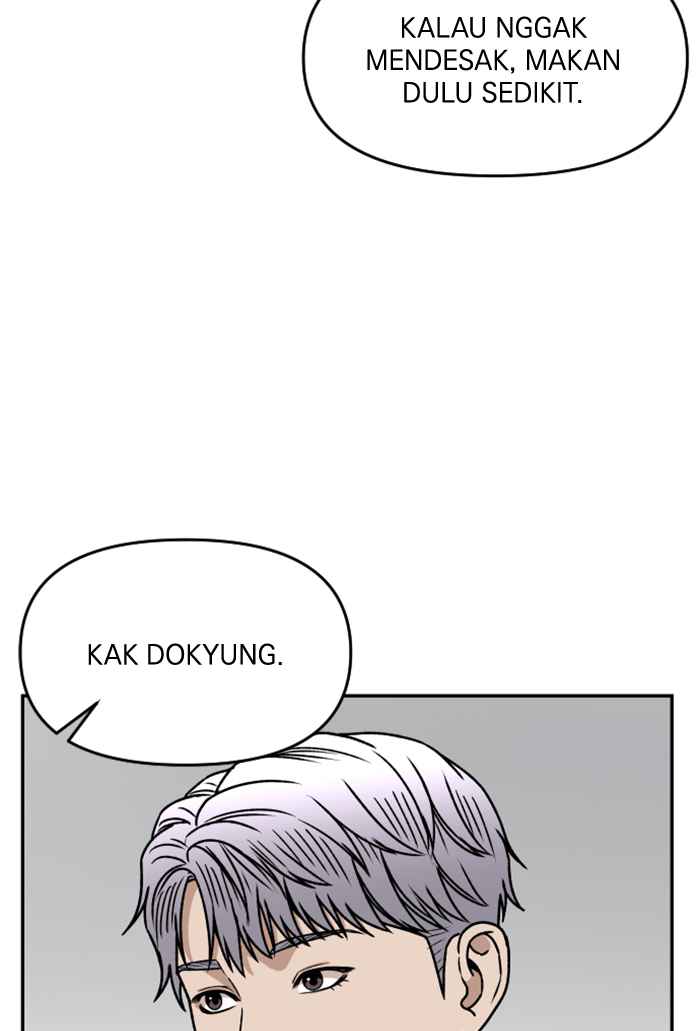 KALAU NGGAK
MENDESAK, MAKAN
DULU SEDIKIT.
KAK DOKYUNG.